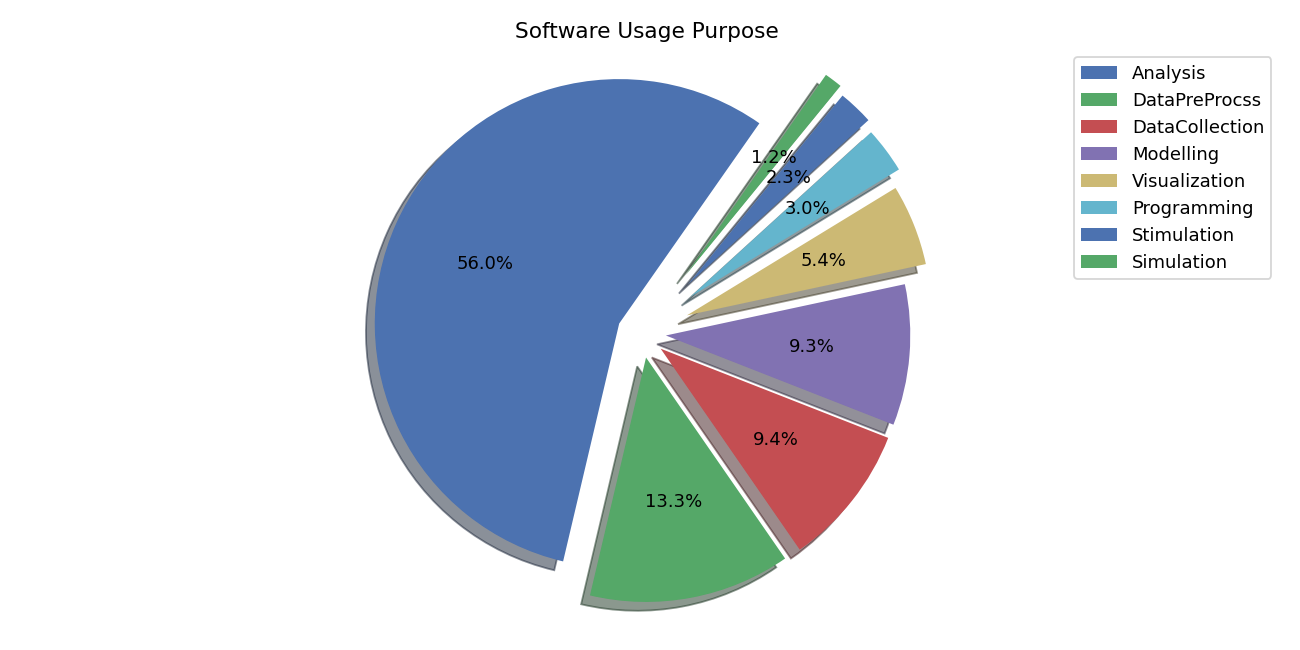 Software Usage Purpose
Analysis
DataPreProcss
DataCollection
Modelling
Visualization
Programming
Stimulation
Simulation
1.2%
2.3%
3.0%
5.4%
56.0%
9.3%
9.4%
13.3%